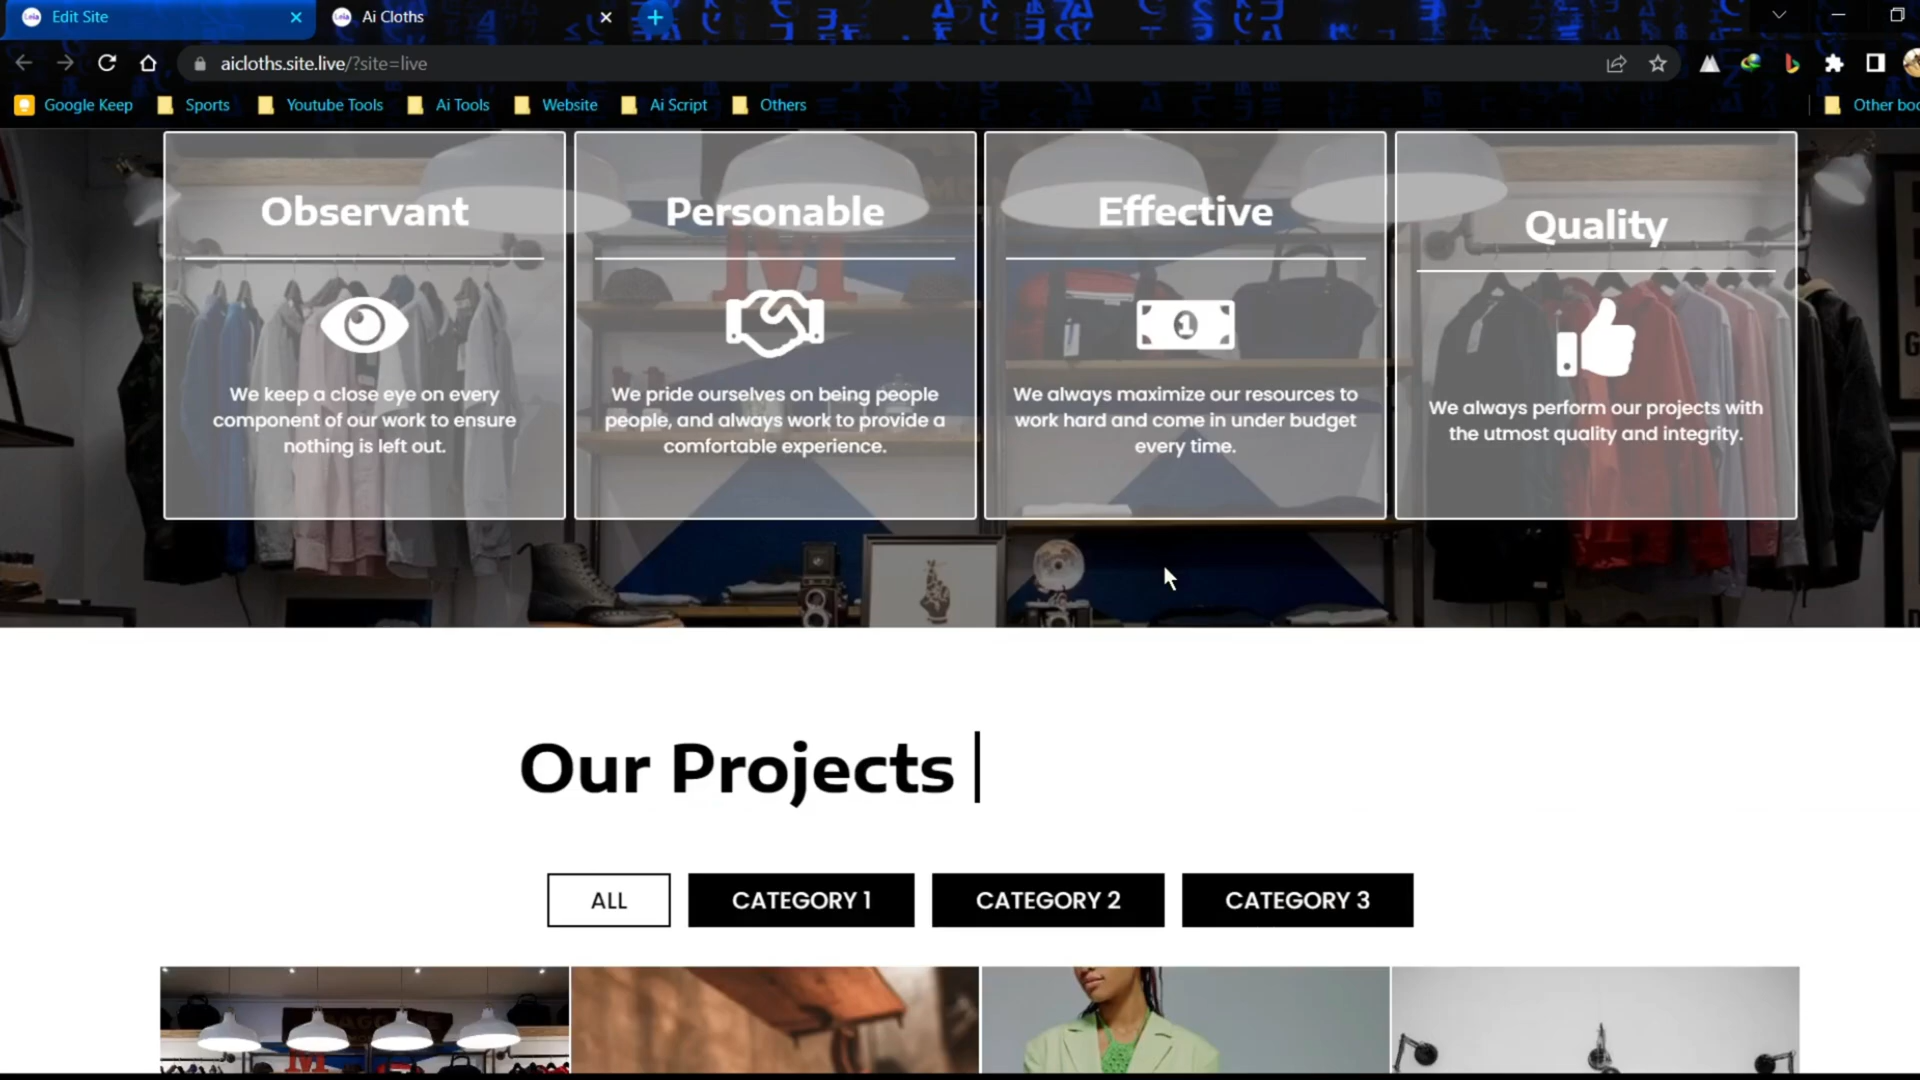 Leia Edit Site
Leia Ai Cloths
aicloths.site.live/?site=live
Google Keep Sports Youtube Tools Ai Tools Website Ai Script Others Other boo
Observant
We keep a close eye on every
component of our work to ensure
nothing is left out.
Personable
We pride ourselves on being people
people, and always work to provide a
comfortable experience.
Effective
1
We always maximize our resources to
work hard and come in under budget
every time.
Quality
We always perform our projects with
the utmost quality and integrity.
Our Projects
ALL CATEGORY 1 CATEGORY 2 CATEGORY 3